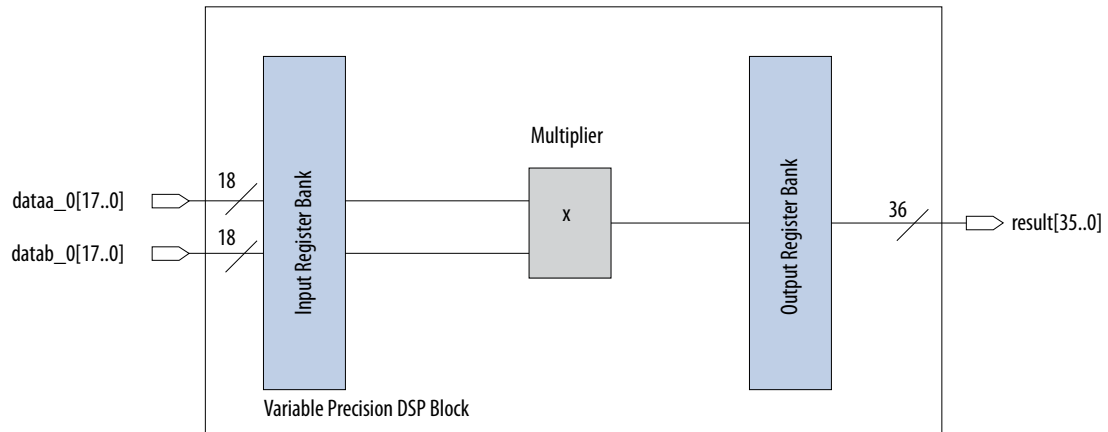 Multiplier
18
36
dataa_0[17..0]
x
result[35..0]
18
datab_0[17..0]
Input Register Bank
Output Register Bank
Variable Precision DSP Block